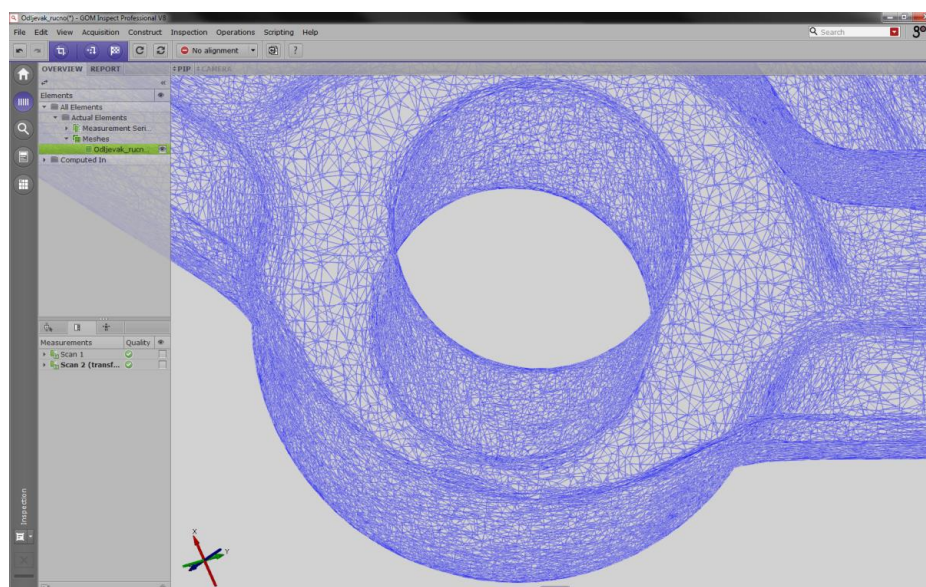 Odljevak_rucno(*) - GOM Inspect Professional V8
File Edit View Acquisition Construct Inspection Operations Scripting Help
Search
No alignment
?
OVERVIEW REPORT
PIP CAMERA
Elements
All Elements
Actual Elements
Measurement Seri...
Meshes
Odljevak_rucn...
Computed In
Measurements Quality
Scan 1
Scan 2 (transf...
Inspection
X
Y